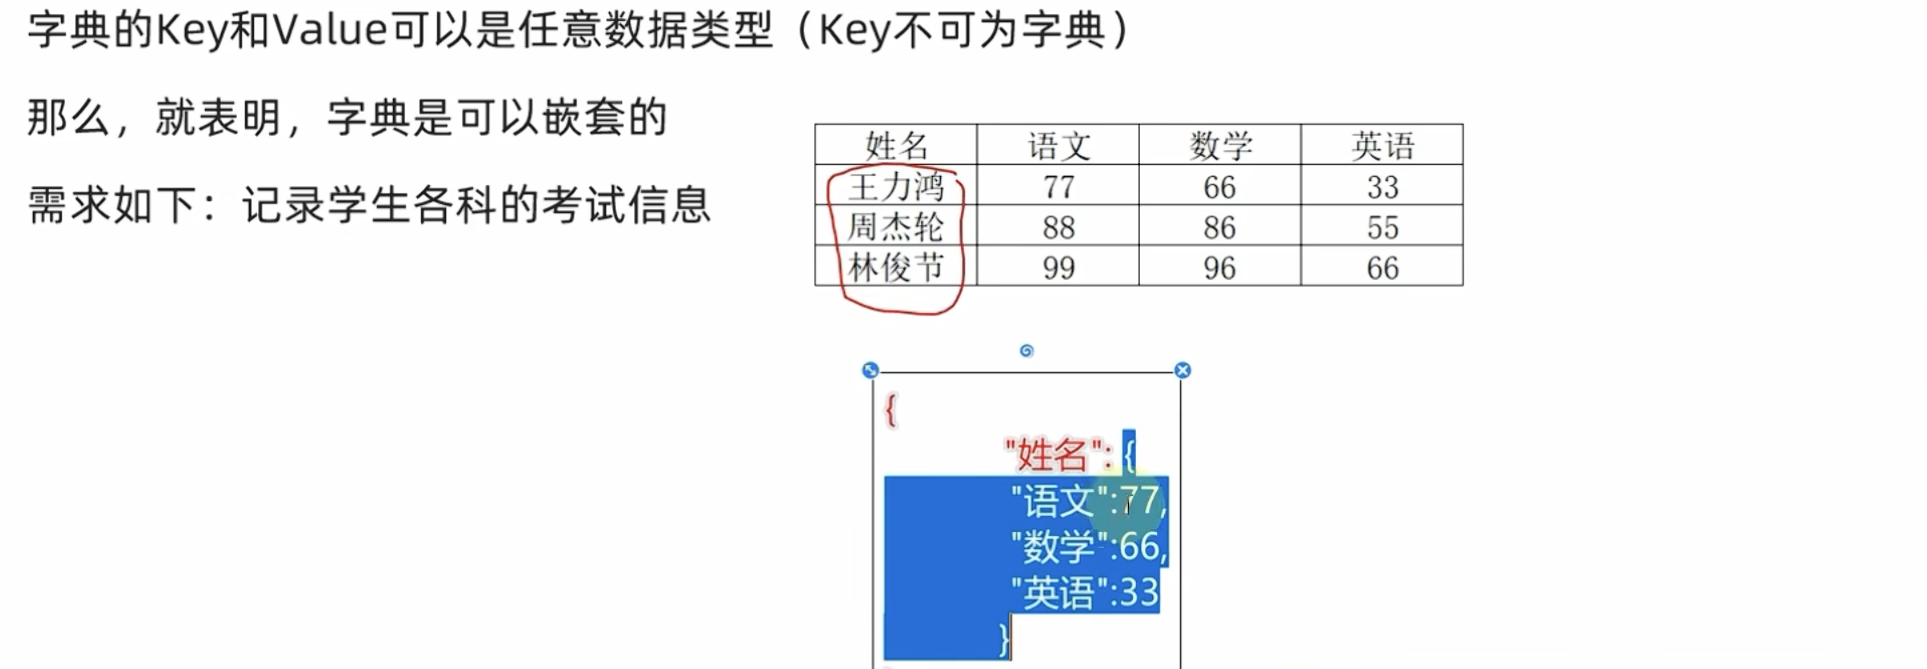 字典的Key和Value可以是任意数据类型（Key不可为字典）
那么，就表明，字典是可以嵌套的
需求如下：记录学生各科的考试信息
姓名 语文 数学 英语
王力鸿 77 66 33
周杰轮 88 86 55
林俊节 99 96 66
{
"姓名": {
"语文":77,
"数学":66,
"英语":33
}